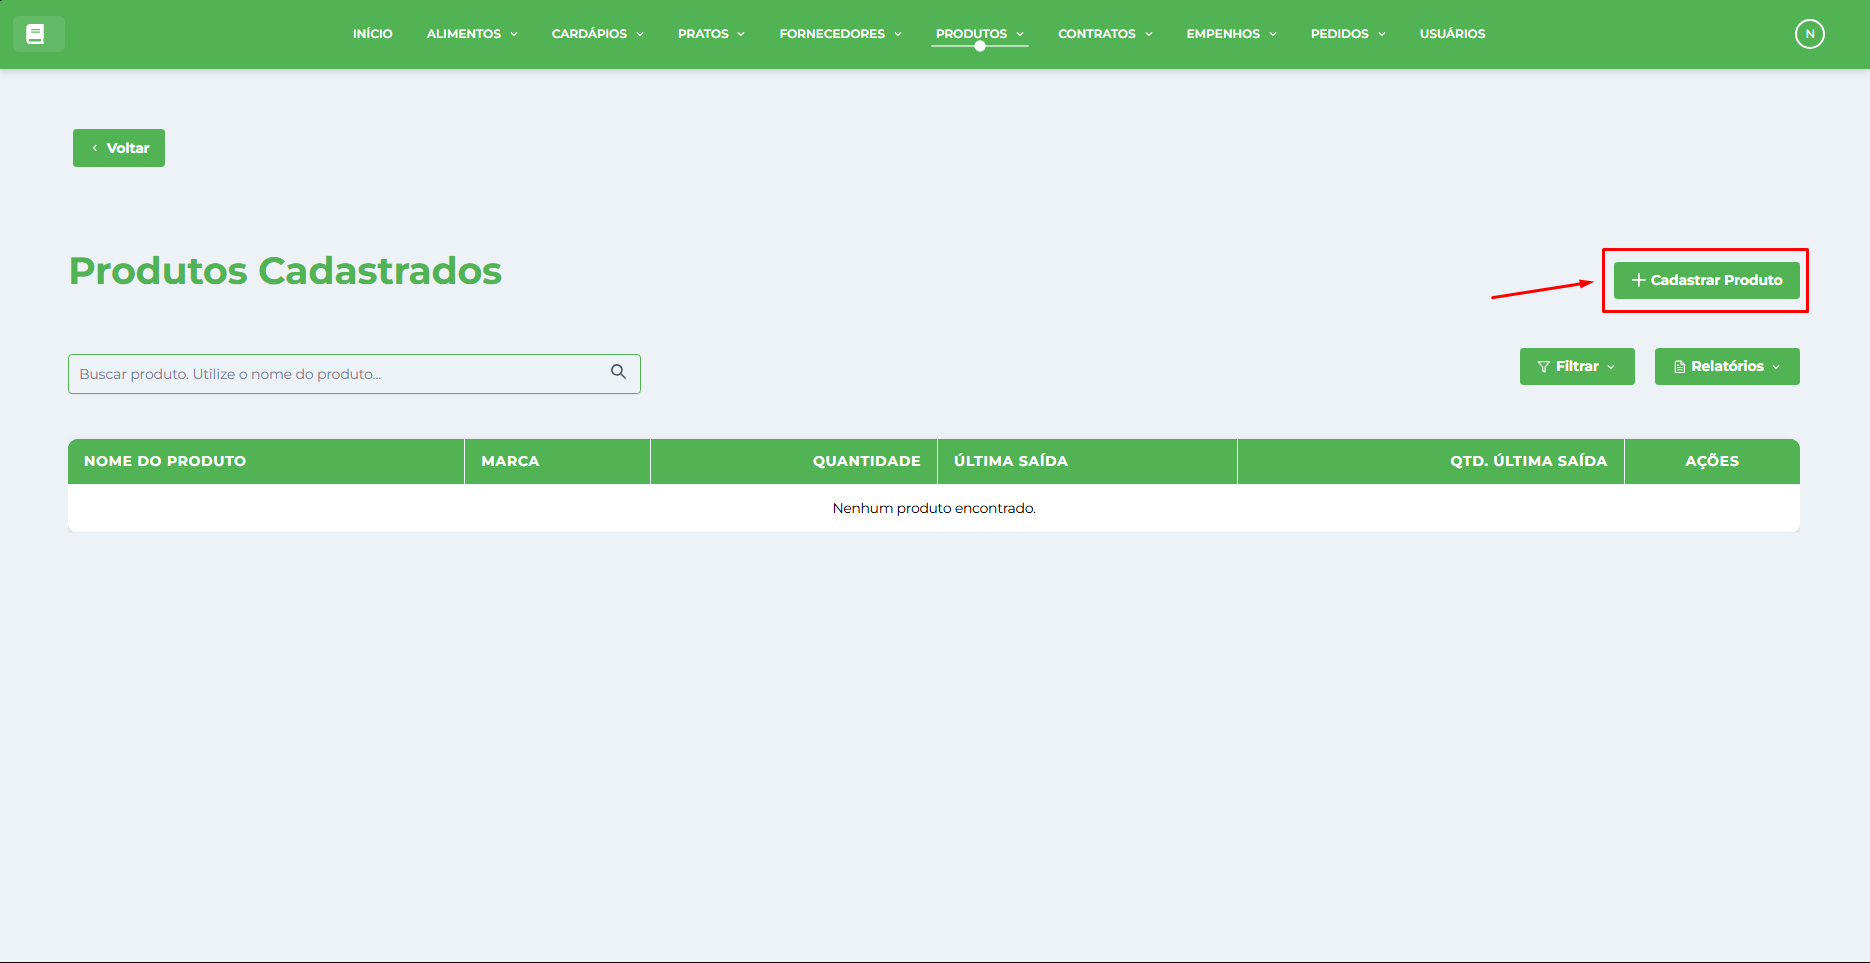 INÍCIO ALIMENTOS CARDÁPIOS PRATOS FORNECEDORES PRODUTOS CONTRATOS EMPENHOS PEDIDOS USUÁRIOS N
Voltar
Produtos Cadastrados
Cadastrar Produto
Buscar produto. Utilize o nome do produto...
Filtrar Relatórios
NOME DO PRODUTO MARCA QUANTIDADE ÚLTIMA SAÍDA QTD. ÚLTIMA SAÍDA AÇÕES
Nenhum produto encontrado.